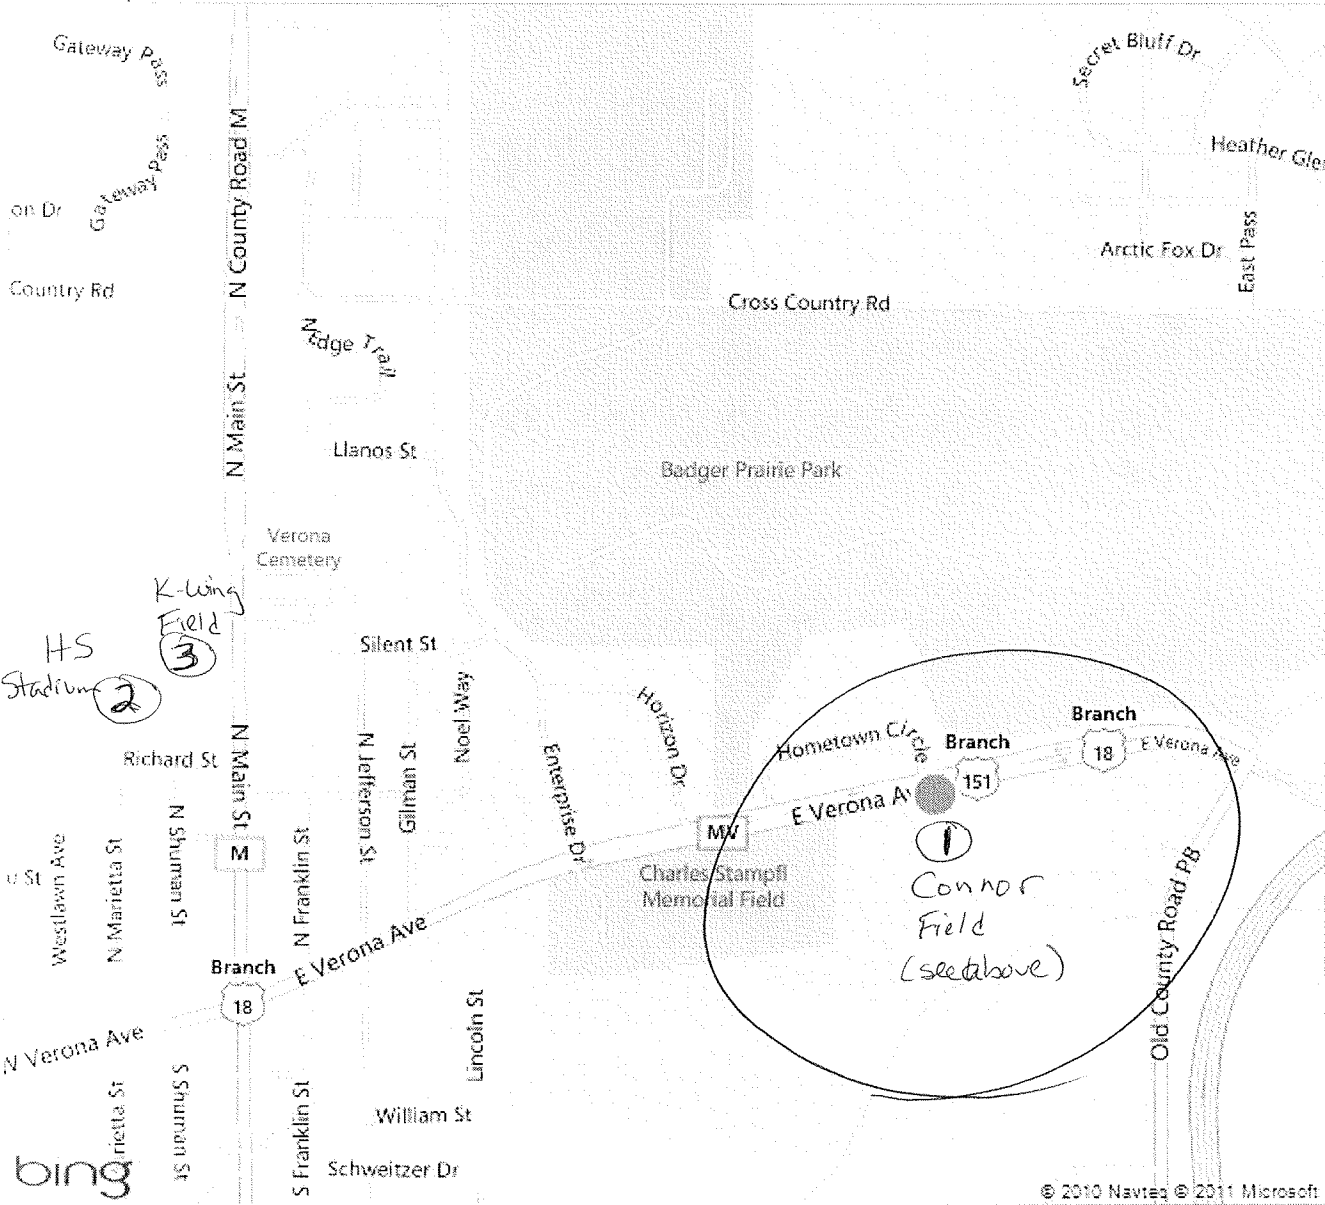 Gateway Pass
Secret Bluff Dr
Heather Gle
Gateway Pass
on Dr
N County Road M
Arctic Fox Dr
East Pass
Country Rd
Cross Country Rd
N Edge Trail
N Main St
Llanos St
Badger Prairie Park
Verona
Cemetery
K-Wing
Field
3
HS
Stadium 2
Silent St
Noel Way
Horizon Dr
Hometown Circle
Branch
151
Branch
18
E Verona Ave
Richard St
N Main St
N Jefferson St
Gilman St
Enterprise Dr
E Verona Av
MV
1
Connor
Field
(see above)
Charles Stampfl
Memorial Field
Old County Road PB
M
u St
Westlawn Ave
N Marietta St
N Shuman St
N Franklin St
E Verona Ave
Branch
18
W Verona Ave
Lincoln St
rietta St
S Shuman St
S Franklin St
William St
Schweitzer Dr
bing
© 2010 Navteq © 2011 Microsoft